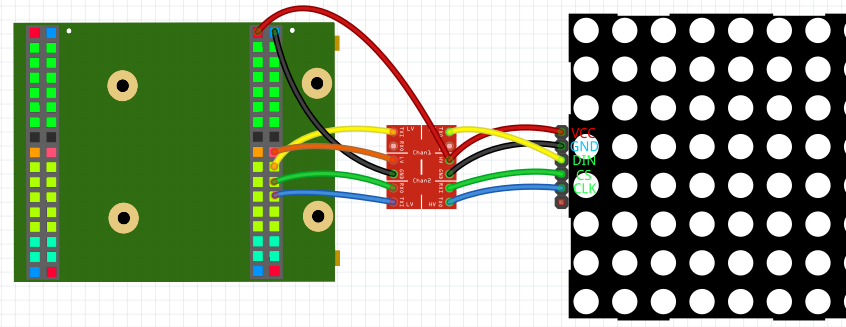 LV
TXI
TXO
RXO
Chan1
LV
HV
GND
GND
Chan2
RXO
RXI
TXI
LV
HV
TXO
VCC
GND
DIN
CS
CLK